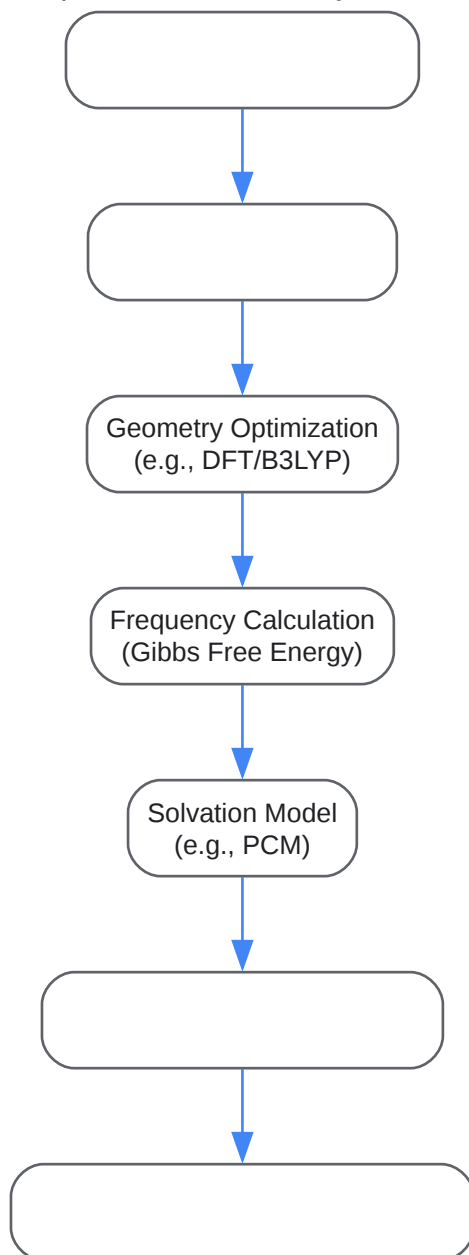 Geometry Optimization
(e.g., DFT/B3LYP)
Frequency Calculation
(Gibbs Free Energy)
Solvation Model
(e.g., PCM)